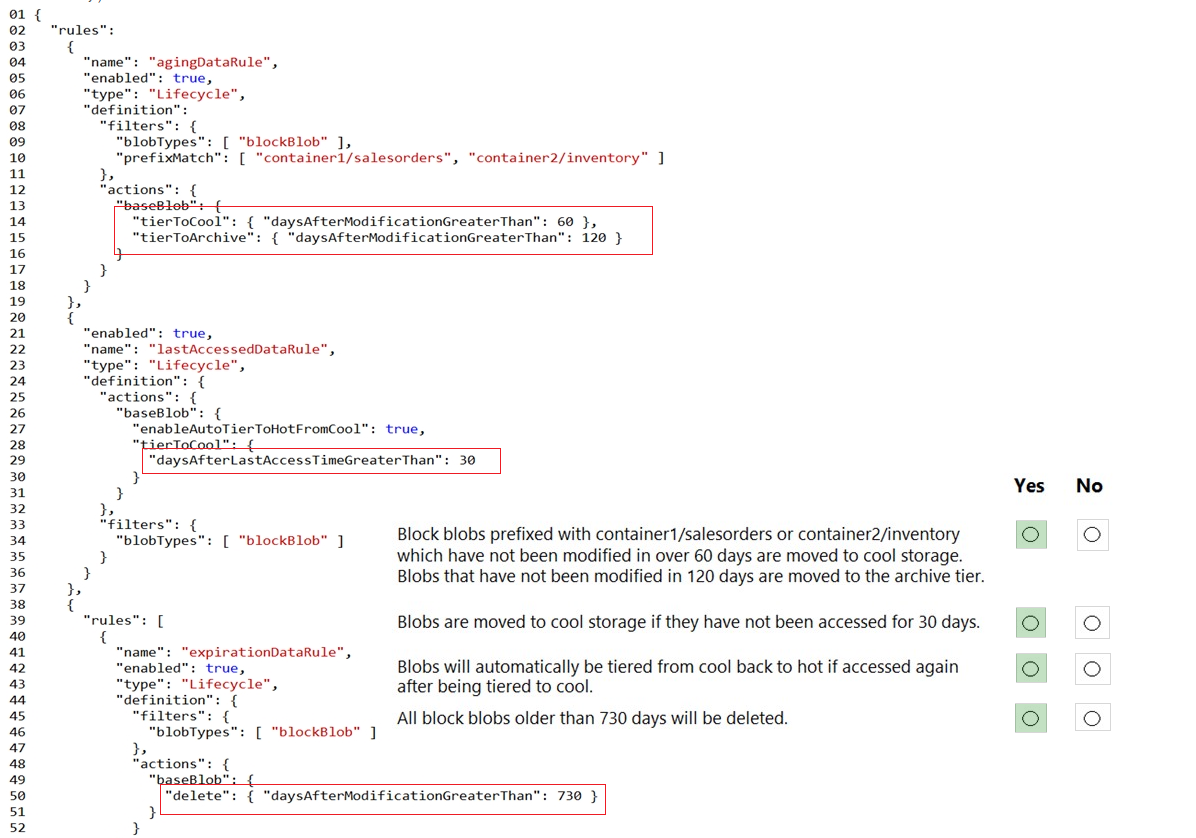 01 {
02 "rules":
03 {
04 "name": "agingDataRule",
05 "enabled": true,
06 "type": "Lifecycle",
07 "definition":
08 "filters": {
09 "blobTypes": [ "blockBlob" ],
10 "prefixMatch": [ "container1/salesorders", "container2/inventory" ]
11 },
12 "actions": {
13 "baseBlob": {
14 "tierToCool": { "daysAfterModificationGreaterThan": 60 },
15 "tierToArchive": { "daysAfterModificationGreaterThan": 120 }
16 }
17 }
18 }
19 },
20 {
21 "enabled": true,
22 "name": "lastAccessedDataRule",
23 "type": "Lifecycle",
24 "definition": {
25 "actions": {
26 "baseBlob": {
27 "enableAutoTierToHotFromCool": true,
28 "tierToCool": {
29 "daysAfterLastAccessTimeGreaterThan": 30
30 }
31 }
32 },
33 "filters": {
34 "blobTypes": [ "blockBlob" ]
35 }
36 }
37 },
38 {
39 "rules": [
40 {
41 "name": "expirationDataRule",
42 "enabled": true,
43 "type": "Lifecycle",
44 "definition": {
45 "filters": {
46 "blobTypes": [ "blockBlob" ]
47 },
48 "actions": {
49 "baseBlob": {
50 "delete": { "daysAfterModificationGreaterThan": 730 }
51 }
52 }
Yes No
Block blobs prefixed with container1/salesorders or container2/inventory
which have not been modified in over 60 days are moved to cool storage.
Blobs that have not been modified in 120 days are moved to the archive tier.
Blobs are moved to cool storage if they have not been accessed for 30 days.
Blobs will automatically be tiered from cool back to hot if accessed again
after being tiered to cool.
All block blobs older than 730 days will be deleted.